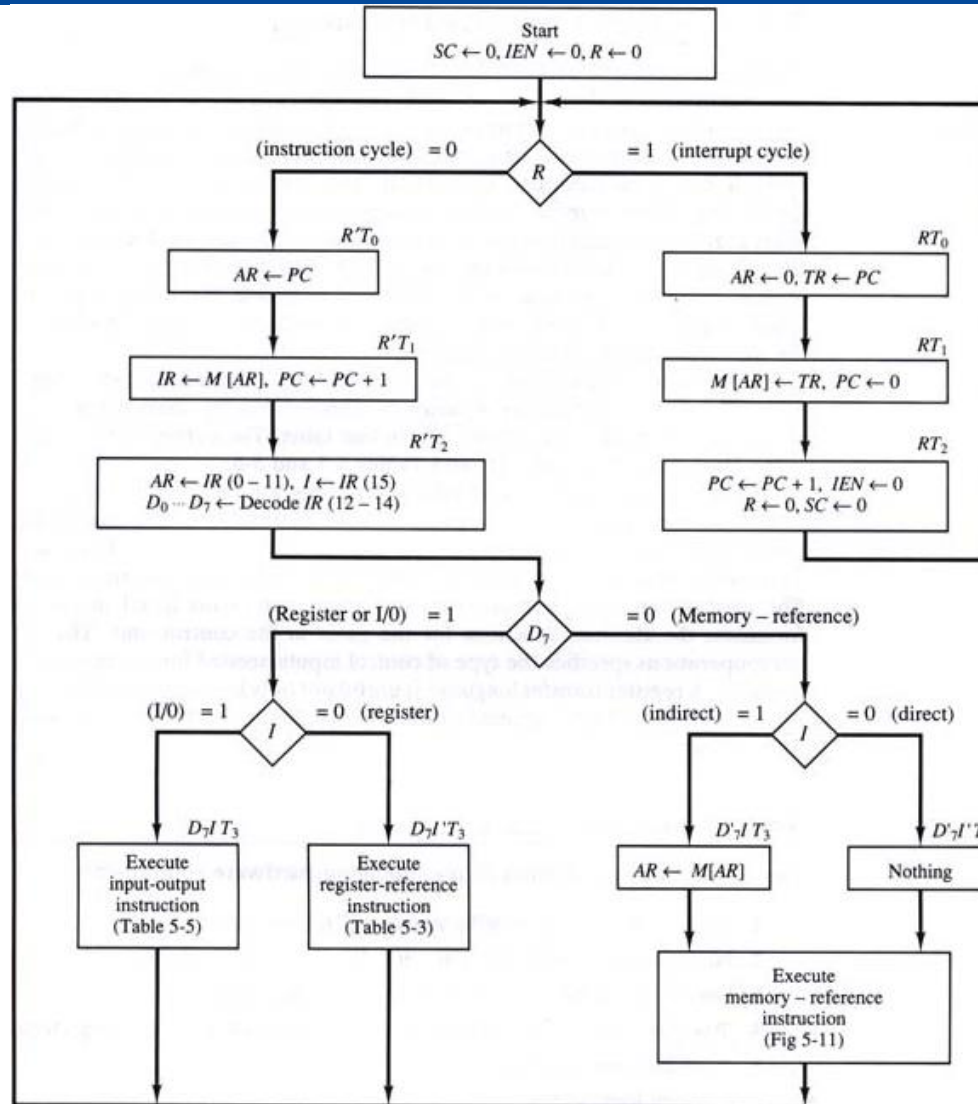 Start
SC ← 0, IEN ← 0, R ← 0
(instruction cycle) = 0
= 1 (interrupt cycle)
R
R'T₀
AR ← PC
RT₀
AR ← 0, TR ← PC
R'T₁
IR ← M [AR], PC ← PC + 1
RT₁
M [AR] ← TR, PC ← 0
R'T₂
AR ← IR (0 – 11), I ← IR (15)
D₀ ··· D₇ ← Decode IR (12 – 14)
RT₂
PC ← PC + 1, IEN ← 0
R ← 0, SC ← 0
(Register or I/0) = 1
= 0 (Memory – reference)
D₇
(I/0) = 1
= 0 (register)
I
(indirect) = 1
= 0 (direct)
I
D₇I T₃
Execute
input-output
instruction
(Table 5-5)
D₇I'T₃
Execute
register-reference
instruction
(Table 5-3)
D'₇I T₃
AR ← M[AR]
D'₇I'T
Nothing
Execute
memory – reference
instruction
(Fig 5-11)